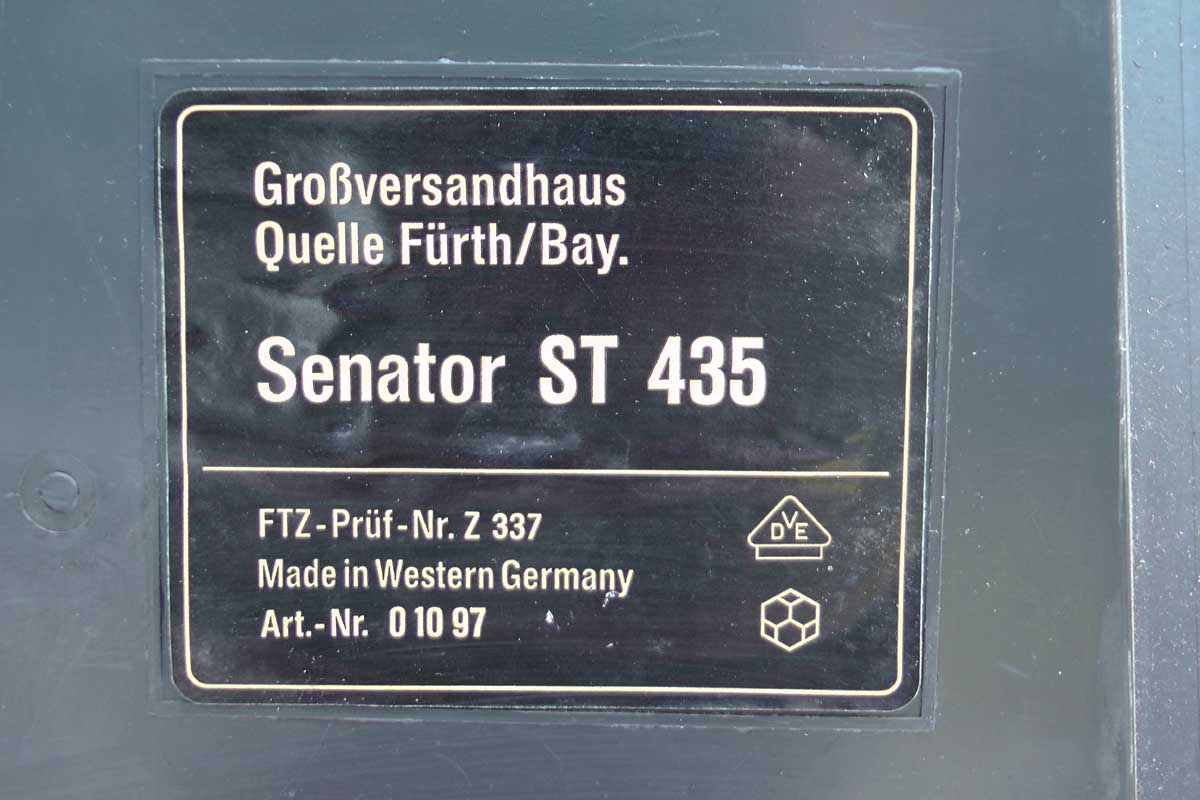 Großversandhaus
Quelle Fürth/Bay.
Senator ST 435
FTZ-Prüf-Nr. Z 337
Made in Western Germany
Art.-Nr. 0 10 97
DVE